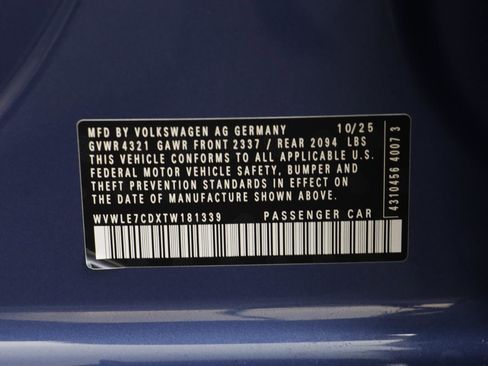 MFD BY VOLKSWAGEN AG GERMANY 10/25
GVWR4321 GAWR FRONT 2337 / REAR 2094 LBS
THIS VEHICLE CONFORMS TO ALL APPLICABLE U.S.
FEDERAL MOTOR VEHICLE SAFETY, BUMPER AND
THEFT PREVENTION STANDARDS IN EFFECT ON
THE DATE OF MANUFACTURE SHOWN ABOVE.
WVWLE7CDXTW181339 PASSENGER CAR
4310456 4007 3